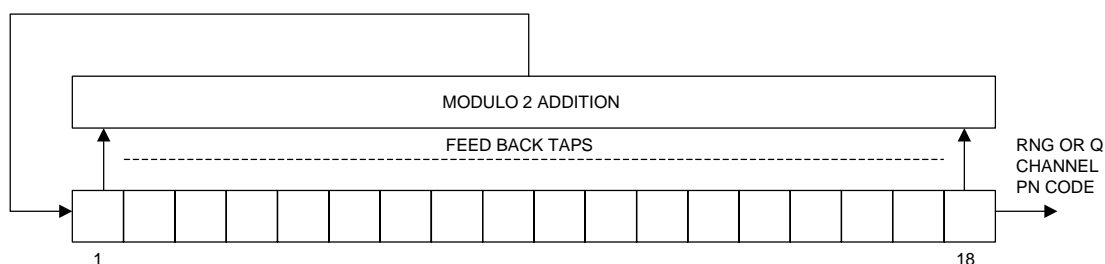 MODULO 2 ADDITION
FEED BACK TAPS
RNG OR Q
CHANNEL
PN CODE
1
18